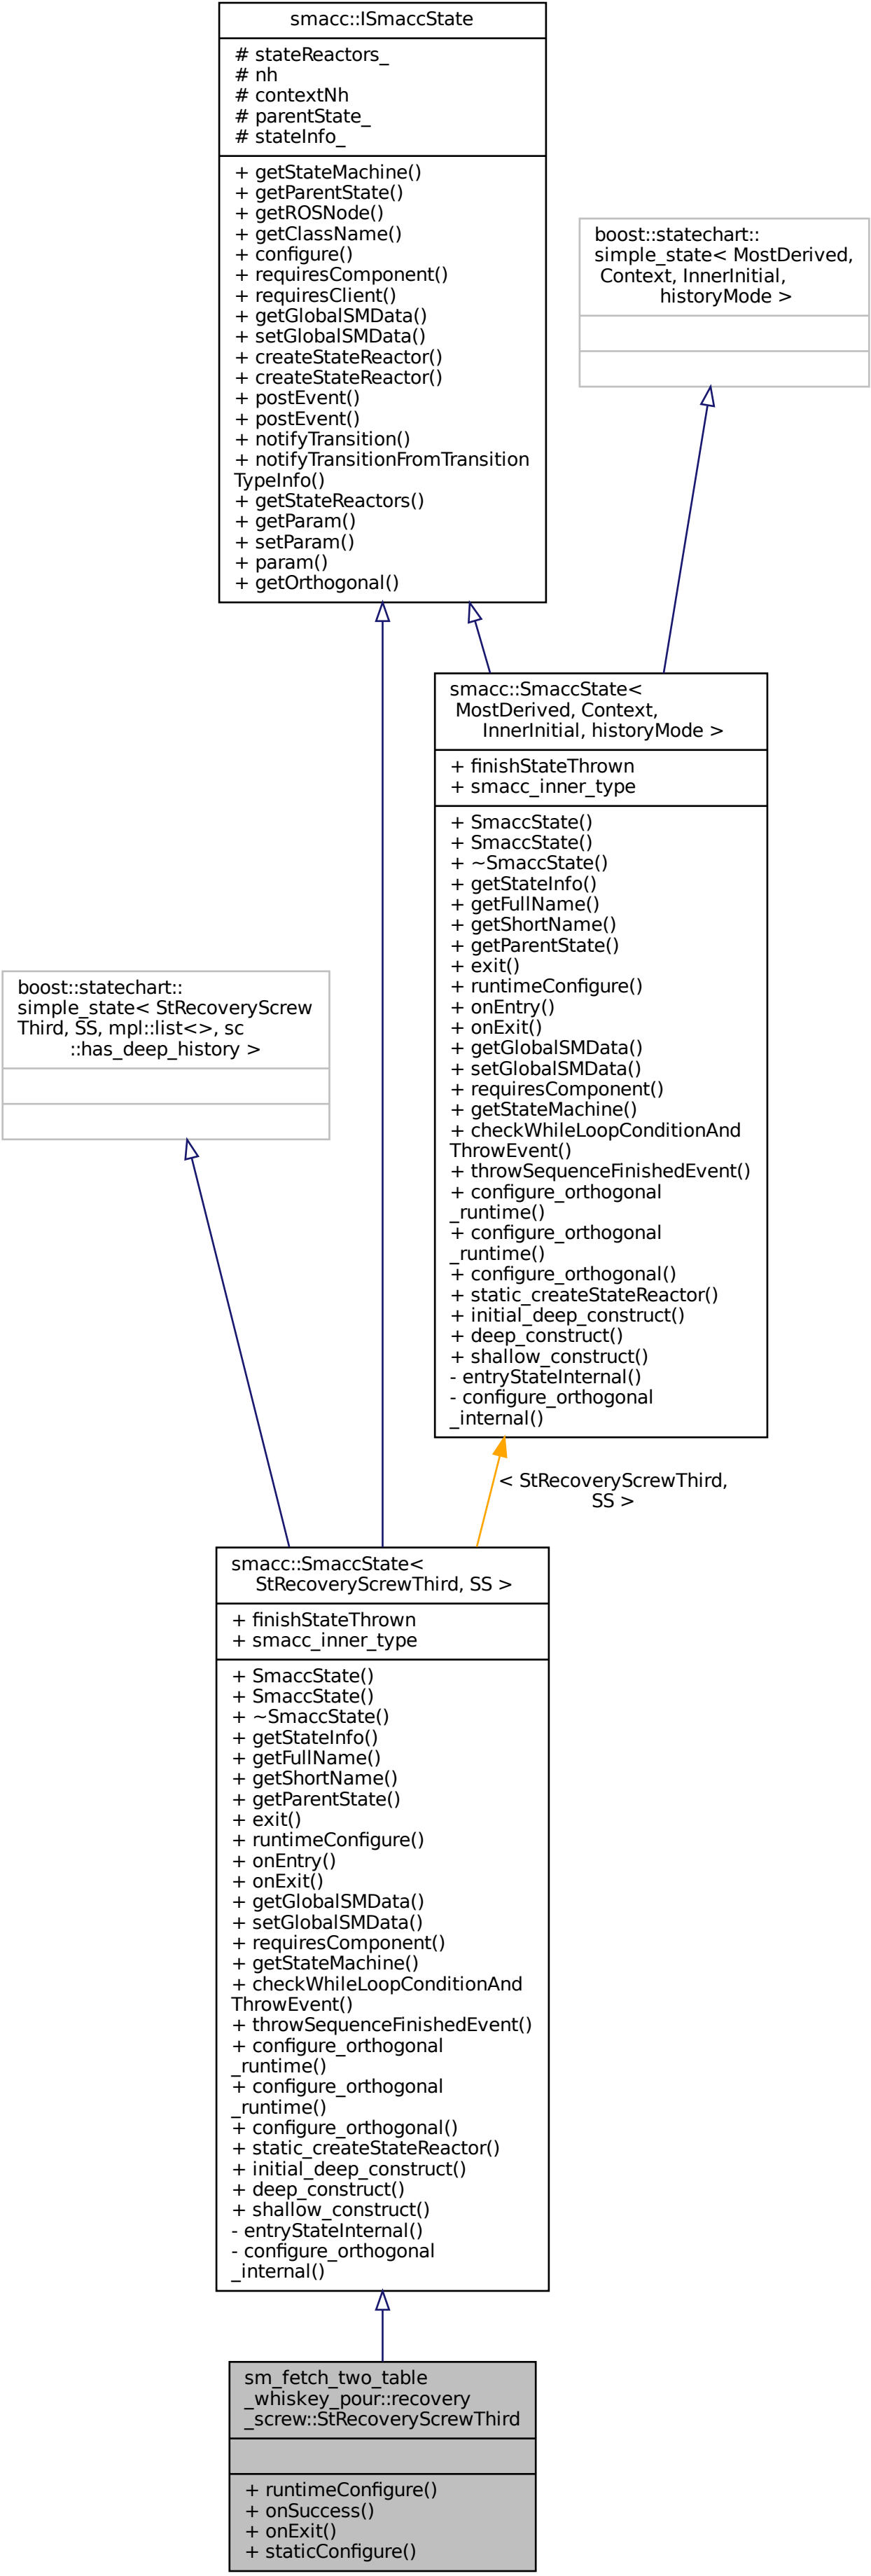 smacc::ISmaccState
# stateReactors_
# nh
# contextNh
# parentState_
# stateInfo_
+ getStateMachine()
+ getParentState()
+ getROSNode()
+ getClassName()
+ configure()
+ requiresComponent()
+ requiresClient()
+ getGlobalSMData()
+ setGlobalSMData()
+ createStateReactor()
+ createStateReactor()
+ postEvent()
+ postEvent()
+ notifyTransition()
+ notifyTransitionFromTransition
TypeInfo()
+ getStateReactors()
+ getParam()
+ setParam()
+ param()
+ getOrthogonal()
boost::statechart::
simple_state< MostDerived,
Context, InnerInitial,
historyMode >
smacc::SmaccState<
MostDerived, Context,
InnerInitial, historyMode >
+ finishStateThrown
+ smacc_inner_type
+ SmaccState()
+ SmaccState()
+ ~SmaccState()
+ getStateInfo()
+ getFullName()
+ getShortName()
+ getParentState()
+ exit()
+ runtimeConfigure()
+ onEntry()
+ onExit()
+ getGlobalSMData()
+ setGlobalSMData()
+ requiresComponent()
+ getStateMachine()
+ checkWhileLoopConditionAnd
ThrowEvent()
+ throwSequenceFinishedEvent()
+ configure_orthogonal
_runtime()
+ configure_orthogonal
_runtime()
+ configure_orthogonal()
+ static_createStateReactor()
+ initial_deep_construct()
+ deep_construct()
+ shallow_construct()
- entryStateInternal()
- configure_orthogonal
_internal()
boost::statechart::
simple_state< StRecoveryScrew
Third, SS, mpl::list<>, sc
::has_deep_history >
< StRecoveryScrewThird,
SS >
smacc::SmaccState<
StRecoveryScrewThird, SS >
+ finishStateThrown
+ smacc_inner_type
+ SmaccState()
+ SmaccState()
+ ~SmaccState()
+ getStateInfo()
+ getFullName()
+ getShortName()
+ getParentState()
+ exit()
+ runtimeConfigure()
+ onEntry()
+ onExit()
+ getGlobalSMData()
+ setGlobalSMData()
+ requiresComponent()
+ getStateMachine()
+ checkWhileLoopConditionAnd
ThrowEvent()
+ throwSequenceFinishedEvent()
+ configure_orthogonal
_runtime()
+ configure_orthogonal
_runtime()
+ configure_orthogonal()
+ static_createStateReactor()
+ initial_deep_construct()
+ deep_construct()
+ shallow_construct()
- entryStateInternal()
- configure_orthogonal
_internal()
sm_fetch_two_table
_whiskey_pour::recovery
_screw::StRecoveryScrewThird
+ runtimeConfigure()
+ onSuccess()
+ onExit()
+ staticConfigure()